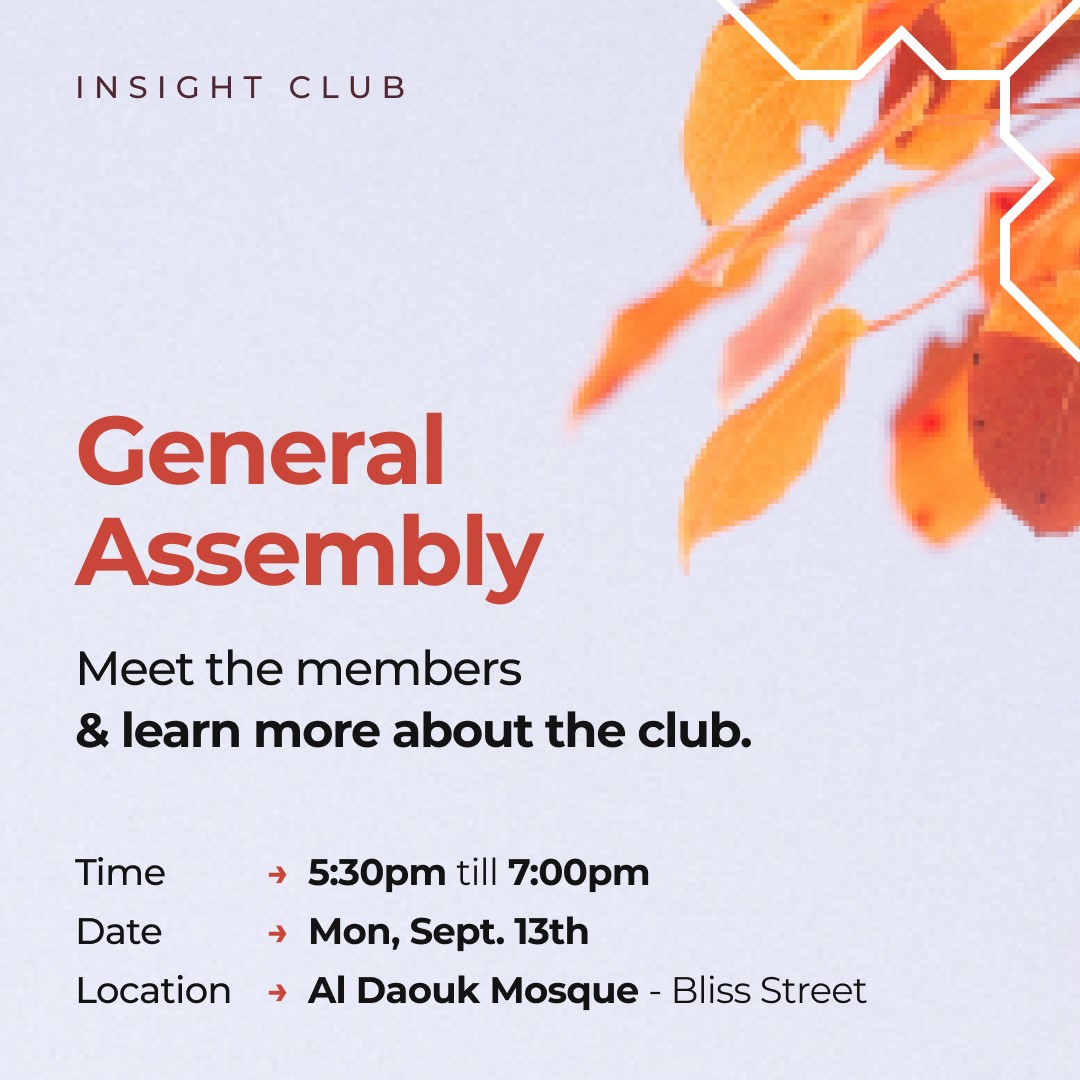 INSIGHT CLUB
General
Assembly
Meet the members
& learn more about the club.
Time → 5:30pm till 7:00pm
Date → Mon, Sept. 13th
Location → Al Daouk Mosque - Bliss Street